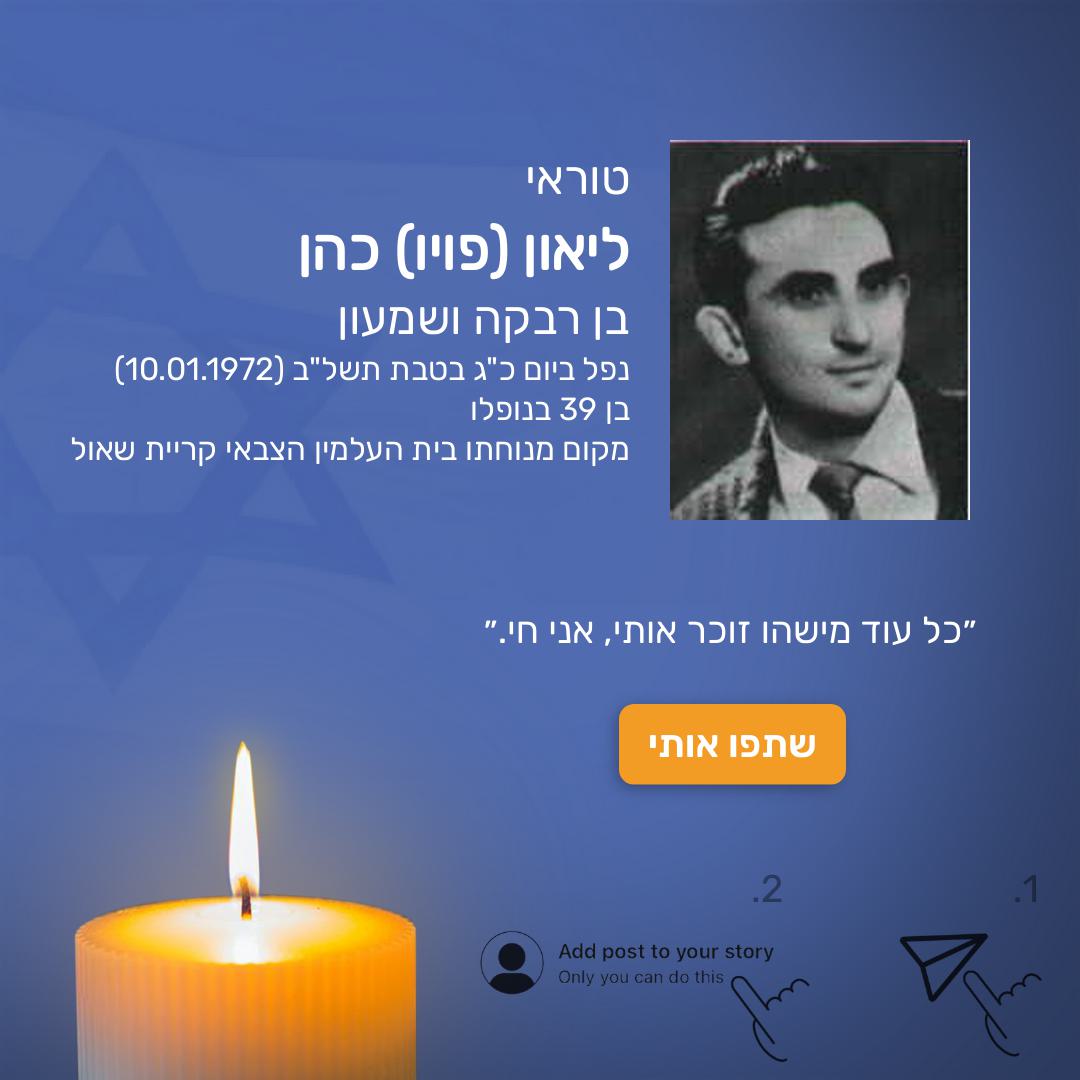 טוראי
ליאון (פויו) כהן
בן רבקה ושמעון
נפל ביום כ"ג בטבת תשל"ב (10.01.1972)
בן 39 בנופלו
מקום מנוחתו בית העלמין הצבאי קריית שאול
״כל עוד מישהו זוכר אותי, אני חי.״
שתפו אותי
.1
.2
Add post to your story
Only you can do this